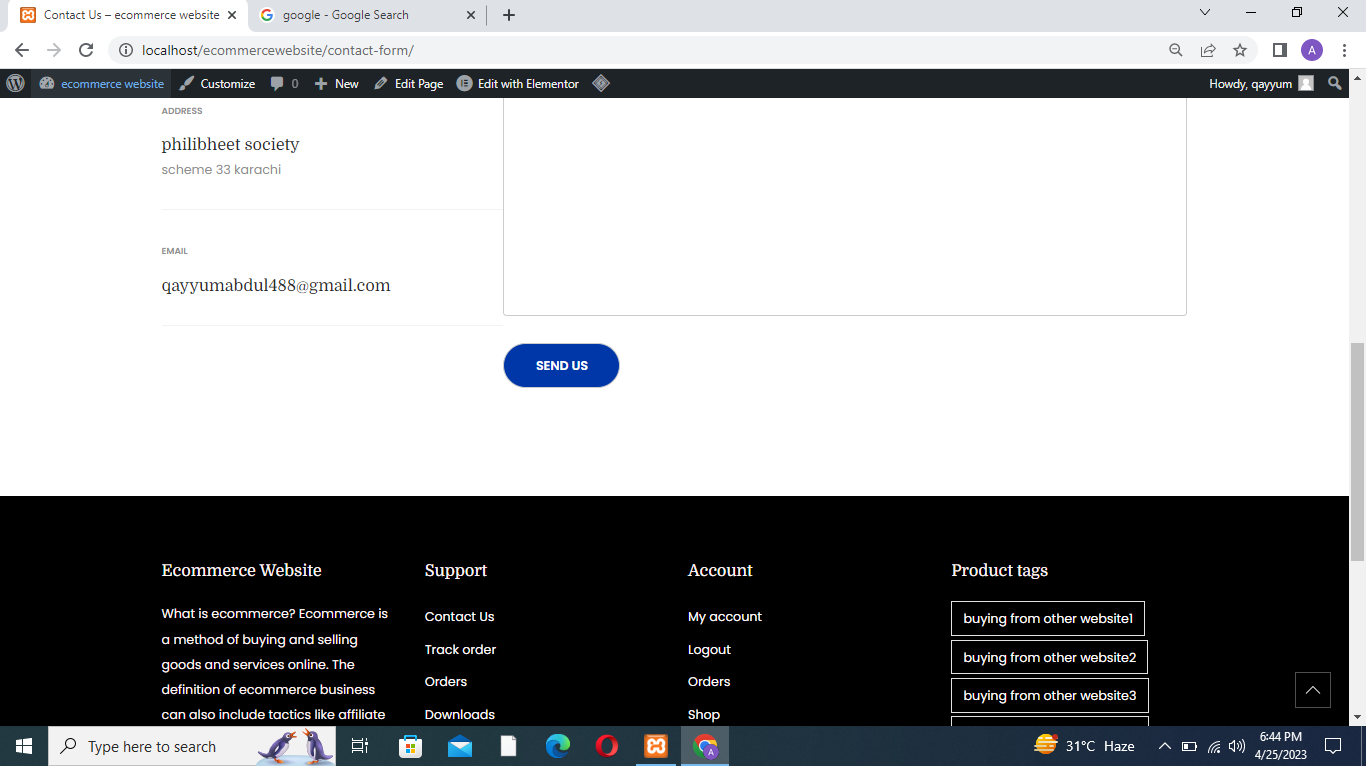 Contact Us – ecommerce website
google - Google Search
localhost/ecommercewebsite/contact-form/
A
ecommerce website
Customize
0
New
Edit Page
Edit with Elementor
Howdy, qayyum
ADDRESS
philibheet society
scheme 33 karachi
EMAIL
qayyumabdul488@gmail.com
SEND US
Ecommerce Website
What is ecommerce? Ecommerce is
a method of buying and selling
goods and services online. The
definition of ecommerce business
can also include tactics like affiliate
Support
Contact Us
Track order
Orders
Downloads
Account
My account
Logout
Orders
Shop
Product tags
buying from other website1
buying from other website2
buying from other website3
Type here to search
A
31°C Haze
6:44 PM
4/25/2023